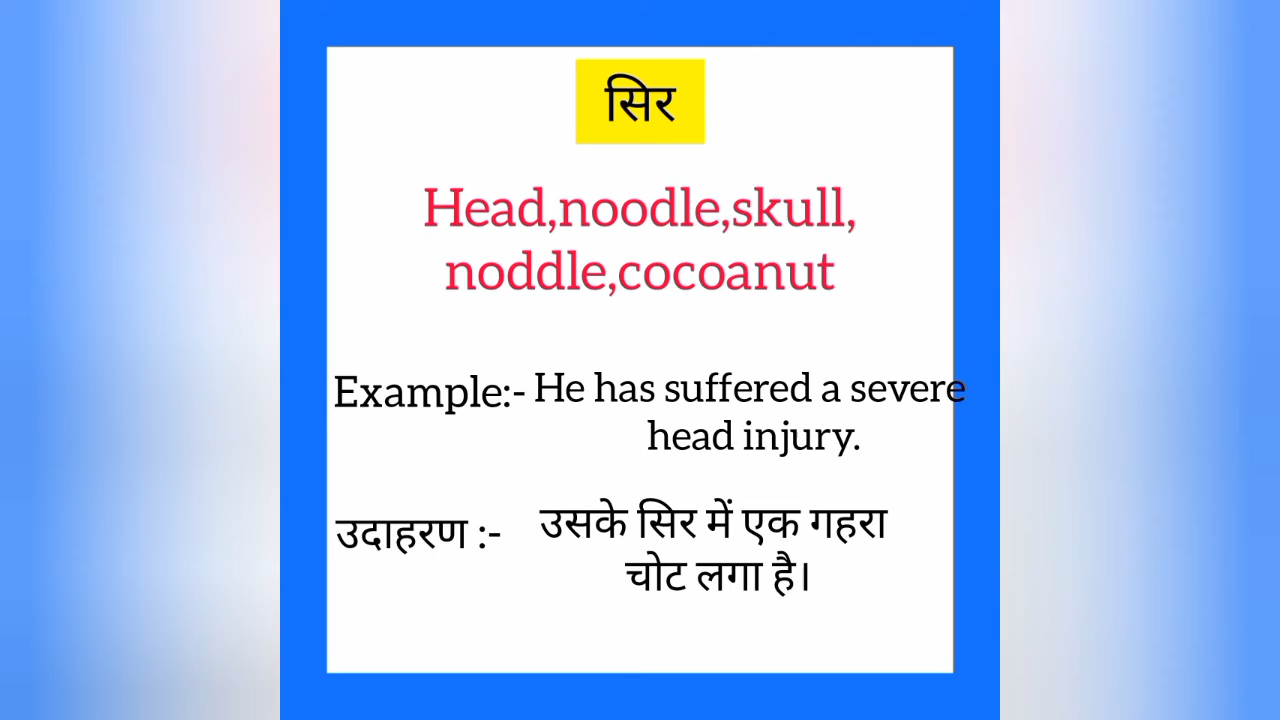 सिर
Head,noodle,skull,
noddle,cocoanut
Example:- He has suffered a severe
head injury.
उदाहरण :- उसके सिर में एक गहरा
चोट लगा है।